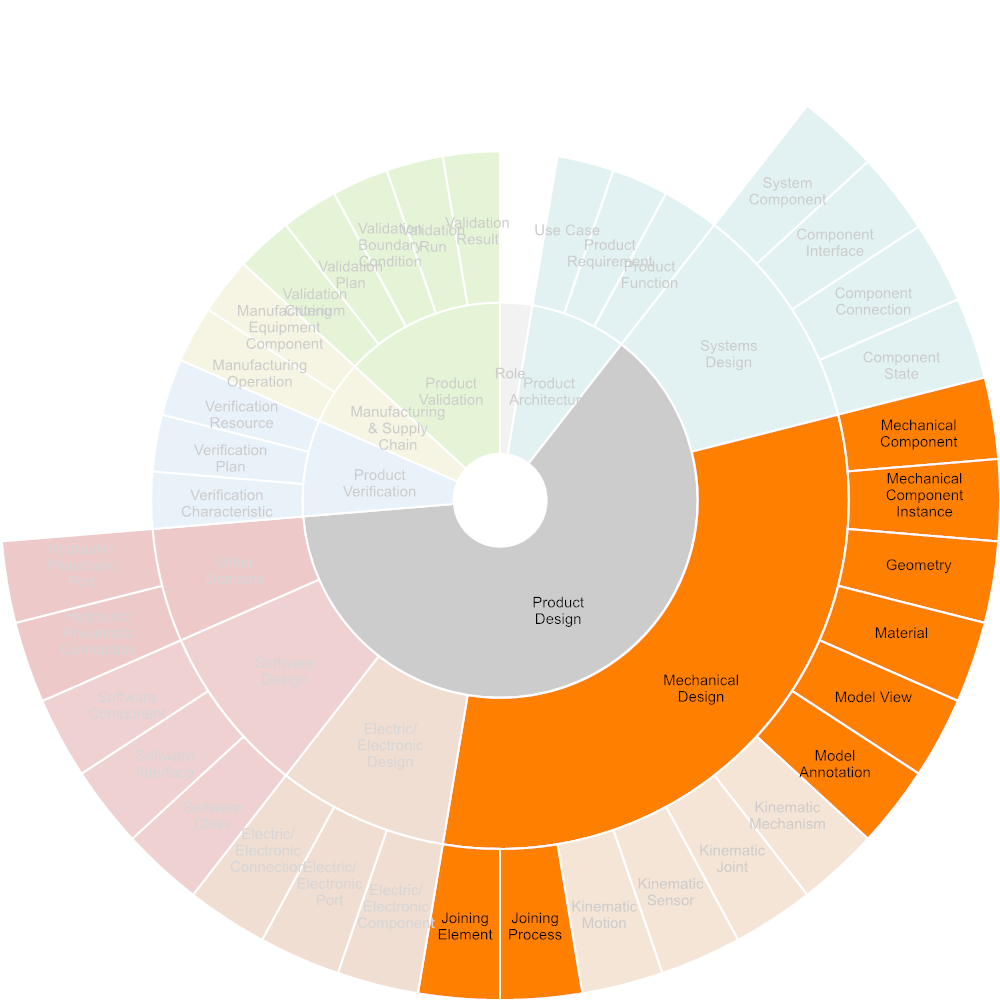 Validation
Result
Validation
Run
Validation
Boundary
Condition
Validation
Plan
Validation
Criterium
Manufacturing
Equipment
Component
Manufacturing
Operation
Verification
Resource
Verification
Plan
Verification
Characteristic
Product
Validation
Manufacturing
& Supply
Chain
Product
Verification
Role
Product
Architecture
Use Case
Product
Requirement
Product
Function
Systems
Design
System
Component
Component
Interface
Component
Connection
Component
State
Mechanical
Component
Mechanical
Component
Instance
Geometry
Material
Model View
Model
Annotation
Product
Design
Mechanical
Design
Kinematic
Mechanism
Kinematic
Joint
Kinematic
Sensor
Kinematic
Motion
Joining
Process
Joining
Element
Electric/
Electronic
Design
Electric/
Electronic
Component
Electric/
Electronic
Port
Electric/
Electronic
Connection
Software
Design
Software
Component
Software
Interface
Software